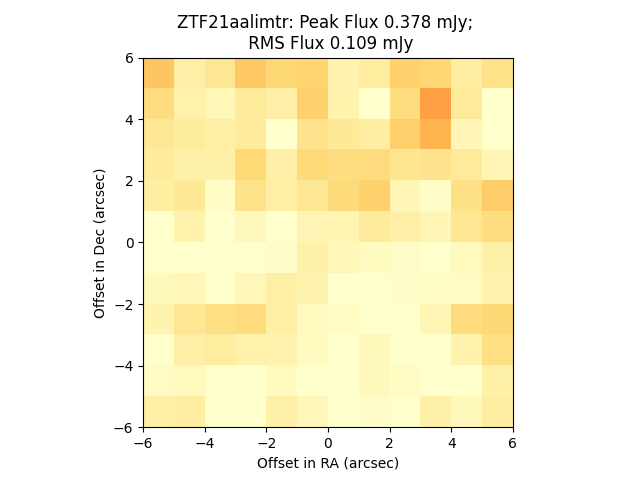 ZTF21aalimtr: Peak Flux 0.378 mJy;
RMS Flux 0.109 mJy
6
4
2
0
−2
−4
−6
Offset in Dec (arcsec)
−6 −4 −2 0 2 4 6
Offset in RA (arcsec)